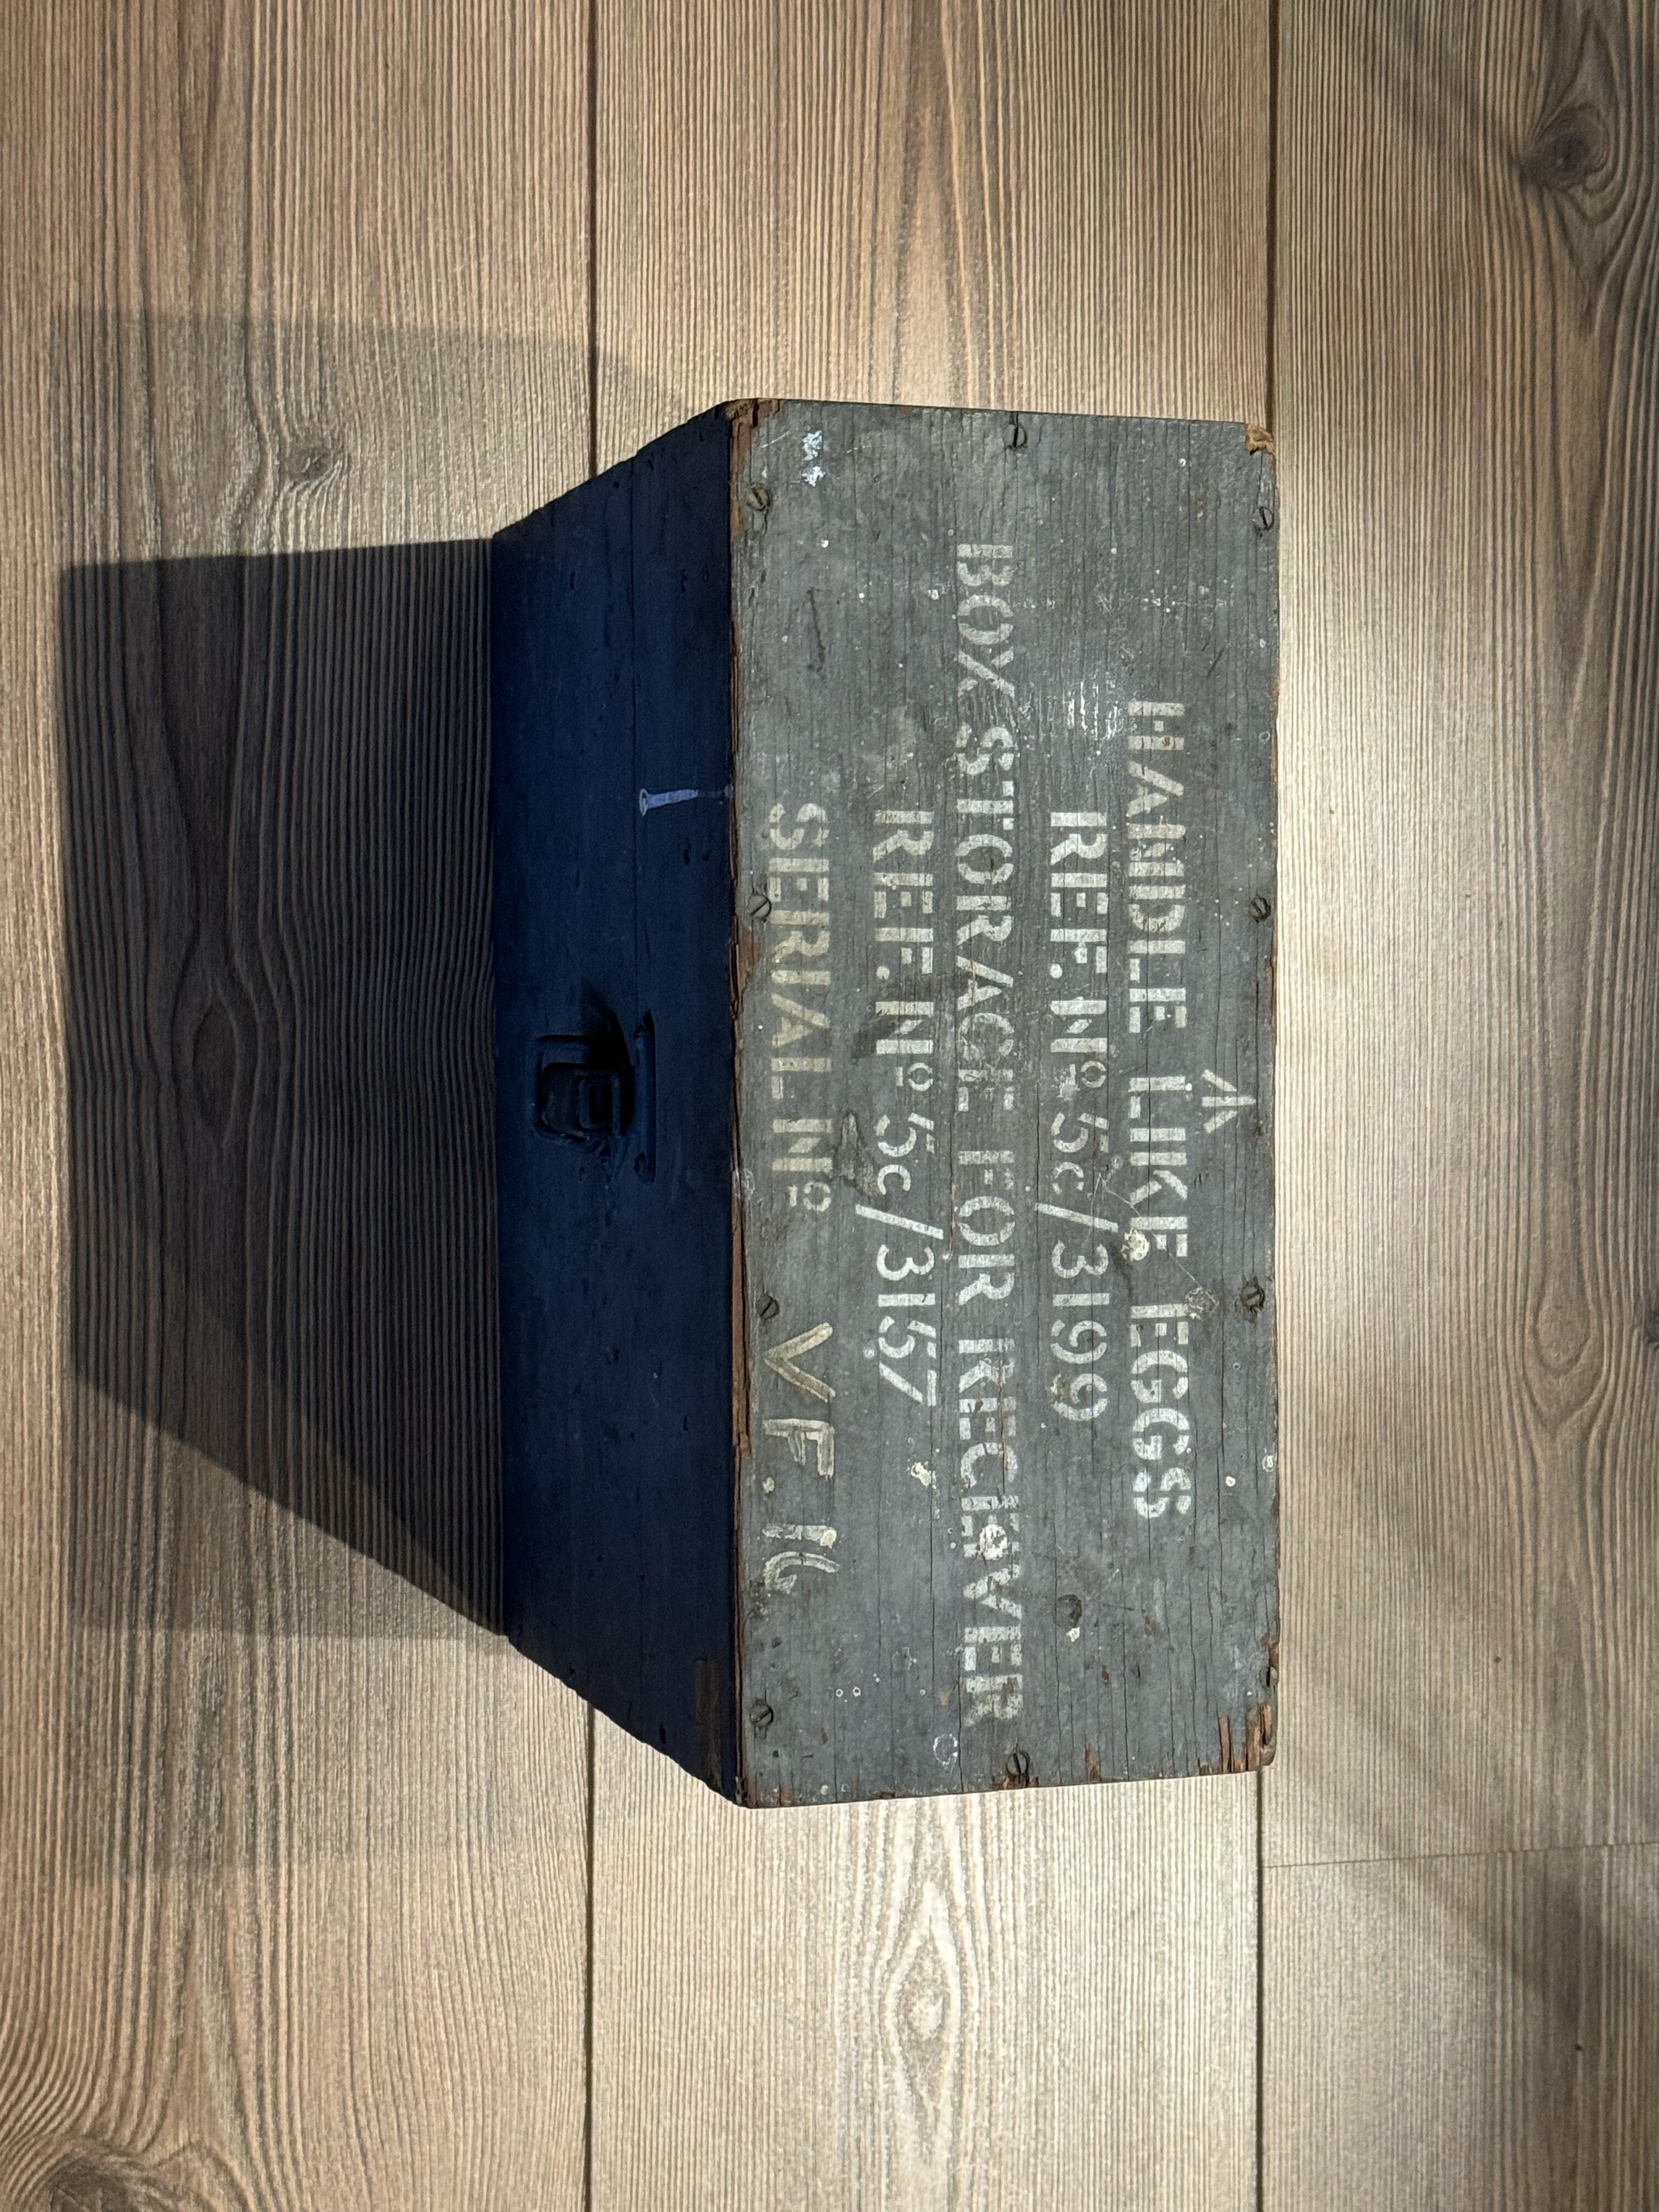 HANDLE LIKE EGGS
REF. Nº 5c/3199
BOX STORAGE FOR RECEIVER
REF. Nº 5c/3157
SERIAL Nº VF.16